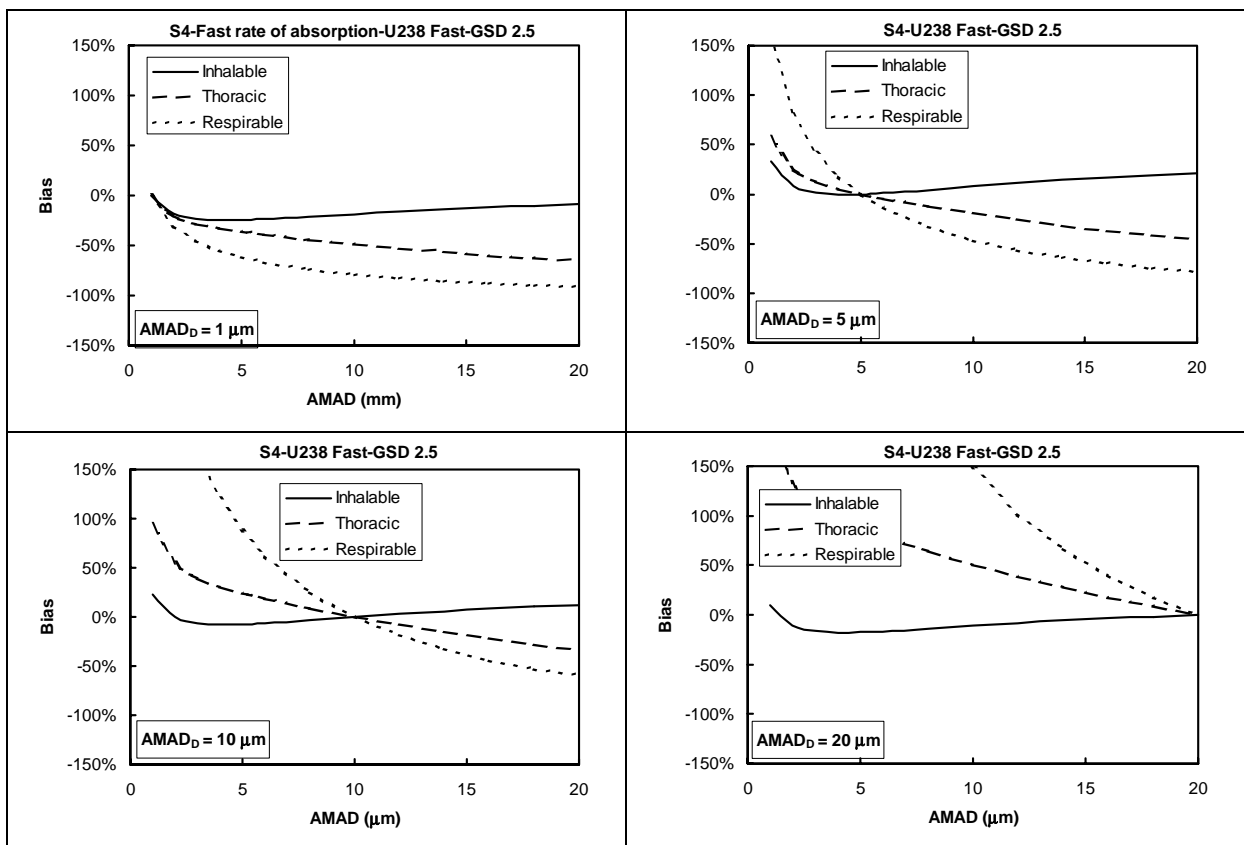 S4-Fast rate of absorption-U238 Fast-GSD 2.5
150%
100%
50%
0%
-50%
-100%
-150%
Bias
Inhalable
Thoracic
Respirable
AMAD_D = 1 μm
0 5 10 15 20
AMAD (mm)
S4-U238 Fast-GSD 2.5
150%
100%
50%
0%
-50%
-100%
-150%
Bias
Inhalable
Thoracic
Respirable
AMAD_D = 5 μm
0 5 10 15 20
S4-U238 Fast-GSD 2.5
150%
100%
50%
0%
-50%
-100%
-150%
Bias
Inhalable
Thoracic
Respirable
AMAD_D = 10 μm
0 5 10 15 20
AMAD (μm)
S4-U238 Fast-GSD 2.5
150%
100%
50%
0%
-50%
-100%
-150%
Bias
Inhalable
Thoracic
Respirable
AMAD_D = 20 μm
0 5 10 15 20
AMAD (μm)